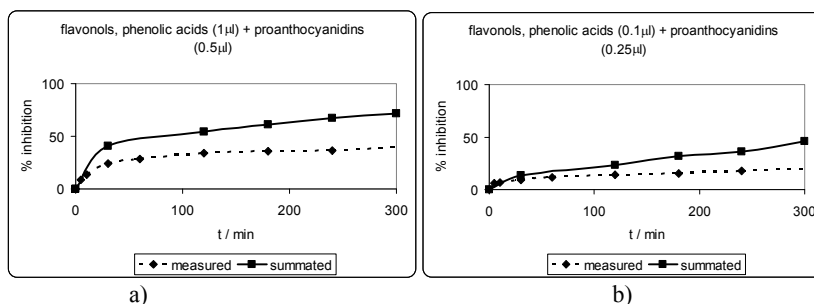 flavonols, phenolic acids (1µl) + proanthocyanidins
(0.5µl)
100
50
0
% inhibition
0
100
200
300
t / min
measured
summated
a)
flavonols, phenolic acids (0.1µl) + proanthocyanidins
(0.25µl)
100
50
0
% inhibition
0
100
200
300
t / min
measured
summated
b)